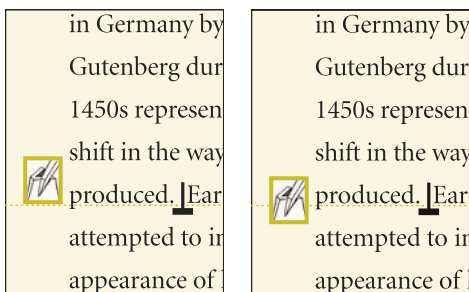 in Germany by
Gutenberg dur
1450s represen
shift in the way
produced. Ear
attempted to in
appearance of
in Germany by
Gutenberg dur
1450s represen
shift in the way
produced. Ear
attempted to in
appearance of